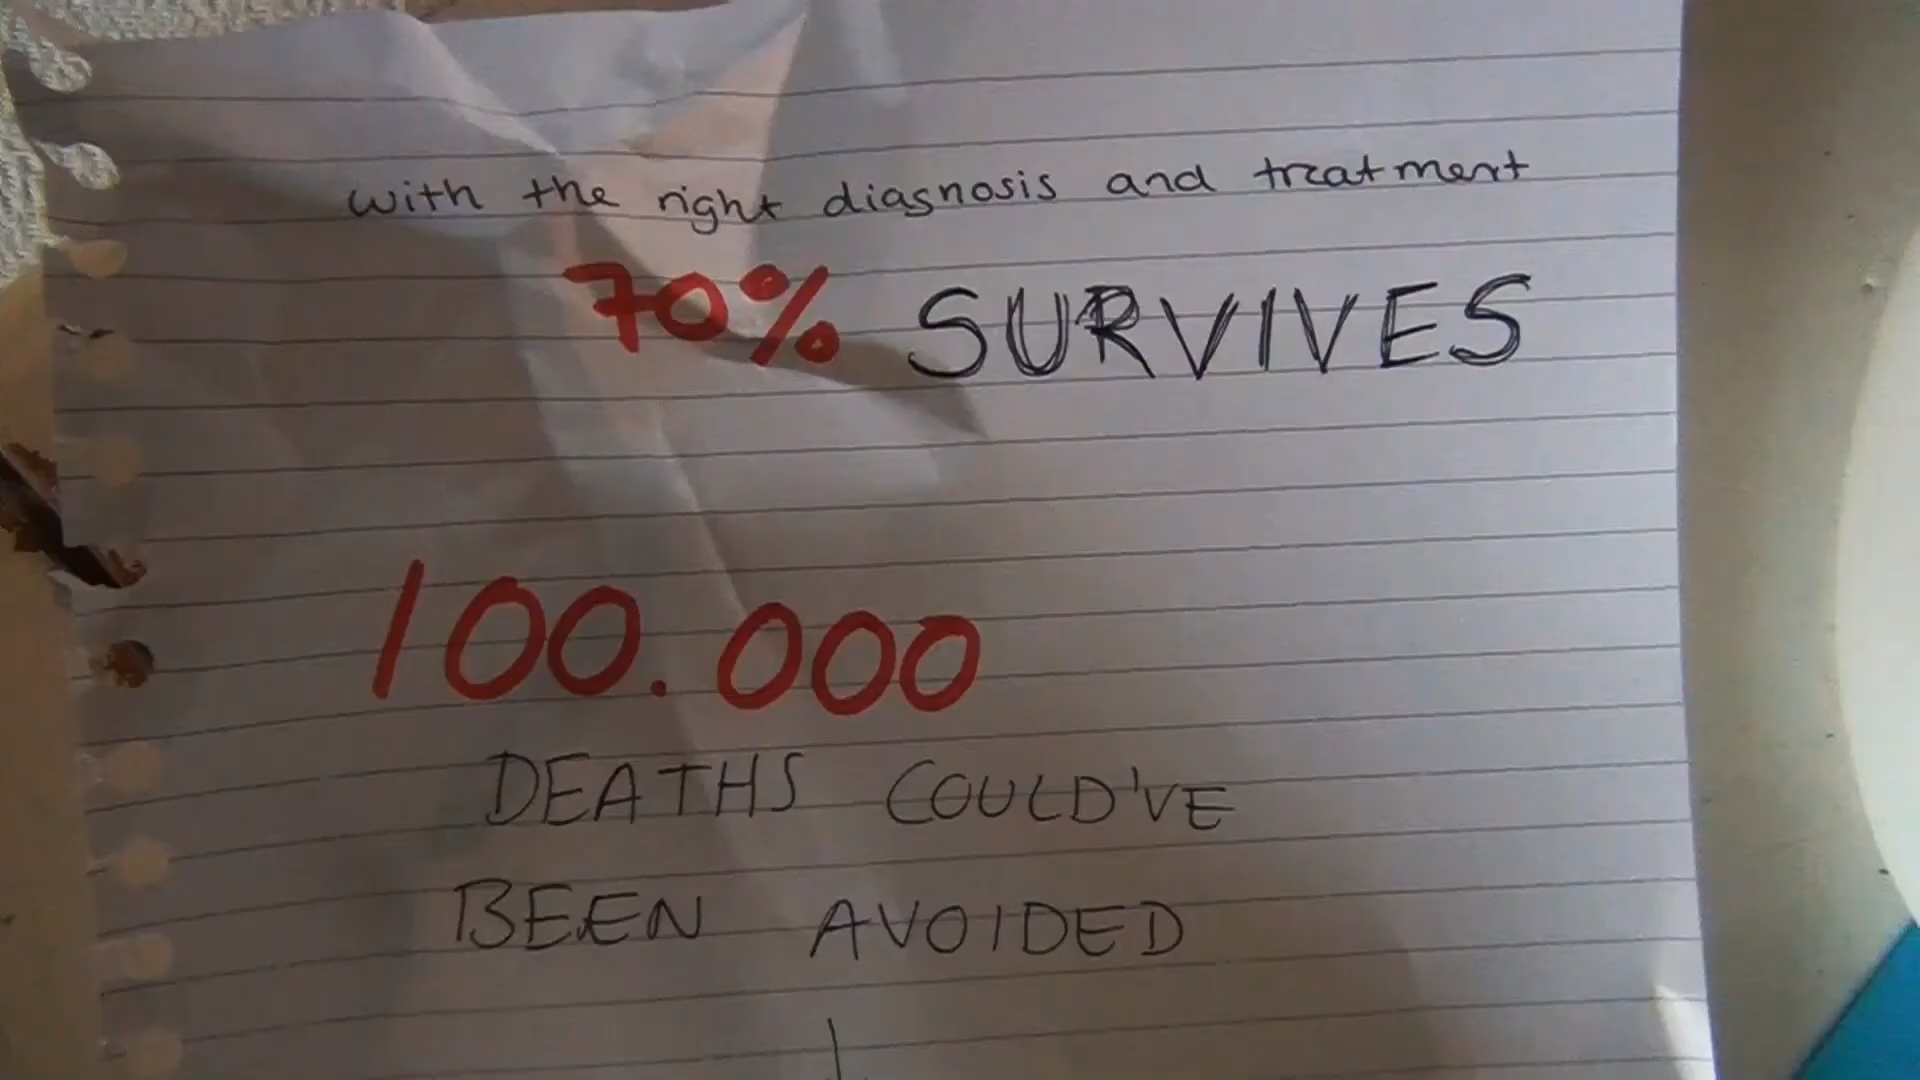 with the right diagnosis and treatment
70% SURVIVES
100.000
DEATHS COULD'VE
BEEN AVOIDED